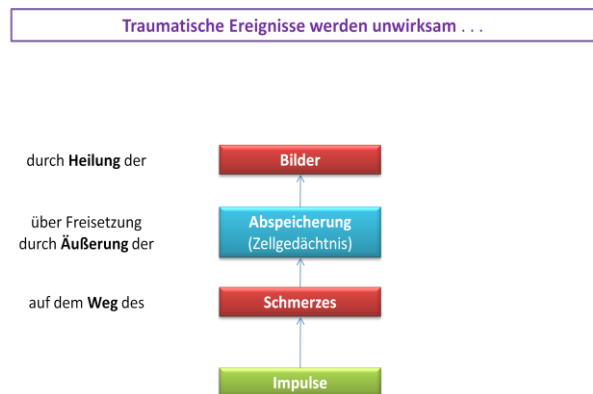 Traumatische Ereignisse werden unwirksam . . .
durch Heilung der
Bilder
über Freisetzung
durch Äußerung der
Abspeicherung
(Zellgedächtnis)
auf dem Weg des
Schmerzes
Impulse